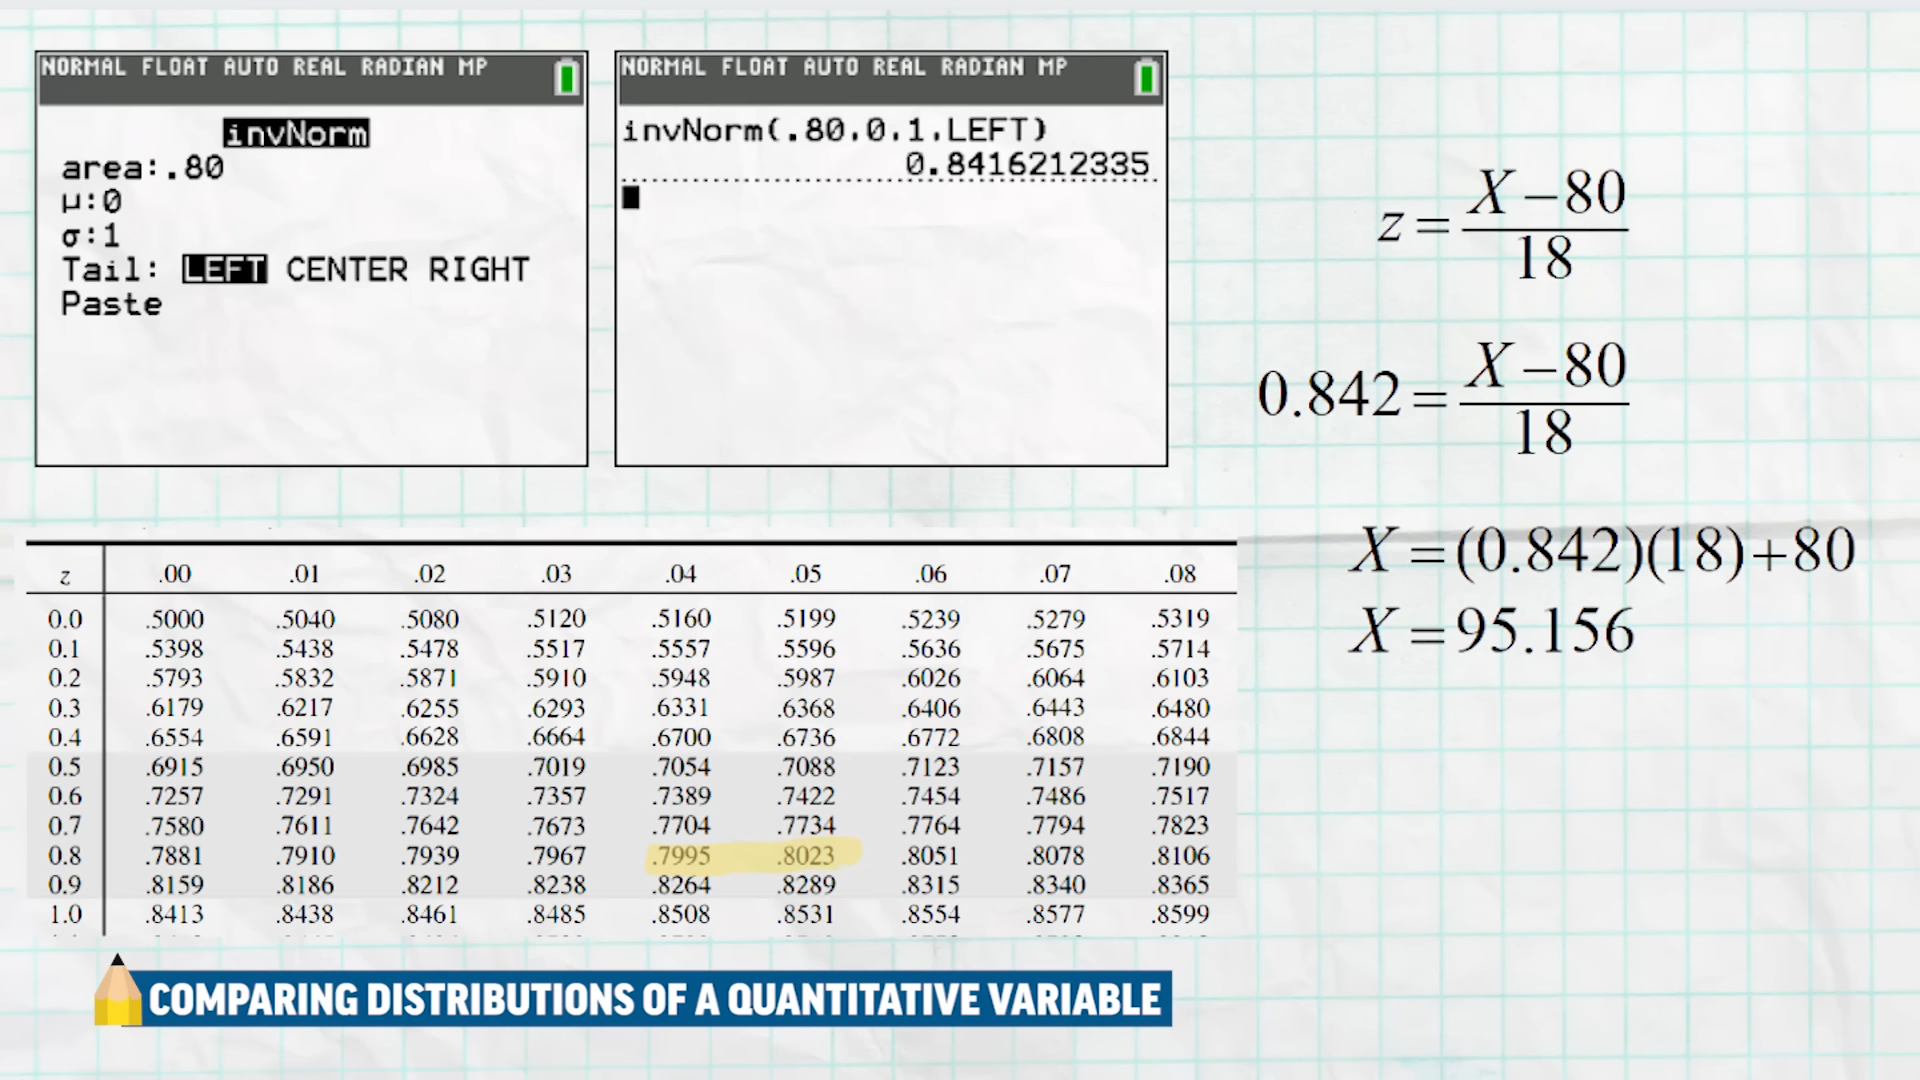 NORMAL FLOAT AUTO REAL RADIAN MP
invNorm
area:.80
μ:0
σ:1
Tail: LEFT CENTER RIGHT
Paste
NORMAL FLOAT AUTO REAL RADIAN MP
invNorm(.80,0,1,LEFT)
0.8416212335
z = X − 80 / 18
0.842 = X − 80 / 18
X = (0.842)(18) + 80
X = 95.156
z .00 .01 .02 .03 .04 .05 .06 .07 .08
0.0 .5000 .5040 .5080 .5120 .5160 .5199 .5239 .5279 .5319
0.1 .5398 .5438 .5478 .5517 .5557 .5596 .5636 .5675 .5714
0.2 .5793 .5832 .5871 .5910 .5948 .5987 .6026 .6064 .6103
0.3 .6179 .6217 .6255 .6293 .6331 .6368 .6406 .6443 .6480
0.4 .6554 .6591 .6628 .6664 .6700 .6736 .6772 .6808 .6844
0.5 .6915 .6950 .6985 .7019 .7054 .7088 .7123 .7157 .7190
0.6 .7257 .7291 .7324 .7357 .7389 .7422 .7454 .7486 .7517
0.7 .7580 .7611 .7642 .7673 .7704 .7734 .7764 .7794 .7823
0.8 .7881 .7910 .7939 .7967 .7995 .8023 .8051 .8078 .8106
0.9 .8159 .8186 .8212 .8238 .8264 .8289 .8315 .8340 .8365
1.0 .8413 .8438 .8461 .8485 .8508 .8531 .8554 .8577 .8599
COMPARING DISTRIBUTIONS OF A QUANTITATIVE VARIABLE